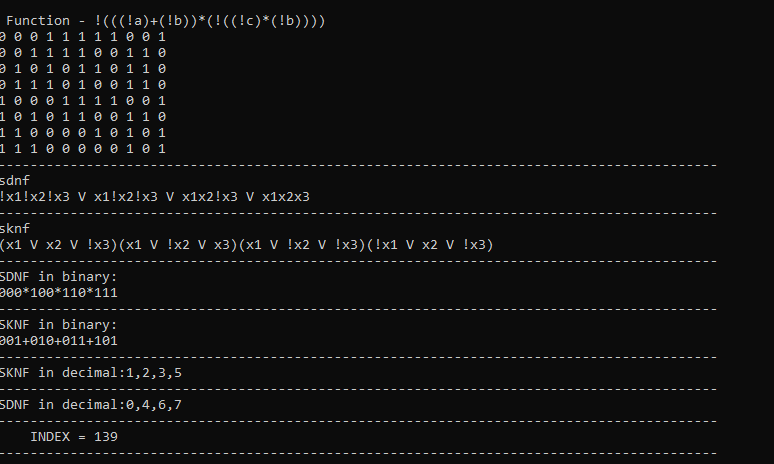 Function - !(((!a)+(!b))*(!((!c)*(!b))))
0 0 0 1 1 1 1 1 0 0 1
0 0 1 1 1 1 0 0 1 1 0
0 1 0 1 0 1 1 0 1 1 0
0 1 1 1 0 1 0 0 1 1 0
1 0 0 0 1 1 1 1 0 0 1
1 0 1 0 1 1 0 0 1 1 0
1 1 0 0 0 0 1 0 1 0 1
1 1 1 0 0 0 0 0 1 0 1
------------------------------------------------------------------------------------------
sdnf
!x1!x2!x3 V x1!x2!x3 V x1x2!x3 V x1x2x3
------------------------------------------------------------------------------------------
sknf
(x1 V x2 V !x3)(x1 V !x2 V x3)(x1 V !x2 V !x3)(!x1 V x2 V !x3)
------------------------------------------------------------------------------------------
SDNF in binary:
000*100*110*111
------------------------------------------------------------------------------------------
SKNF in binary:
001+010+011+101
------------------------------------------------------------------------------------------
SKNF in decimal:1,2,3,5
------------------------------------------------------------------------------------------
SDNF in decimal:0,4,6,7
------------------------------------------------------------------------------------------
INDEX = 139
------------------------------------------------------------------------------------------